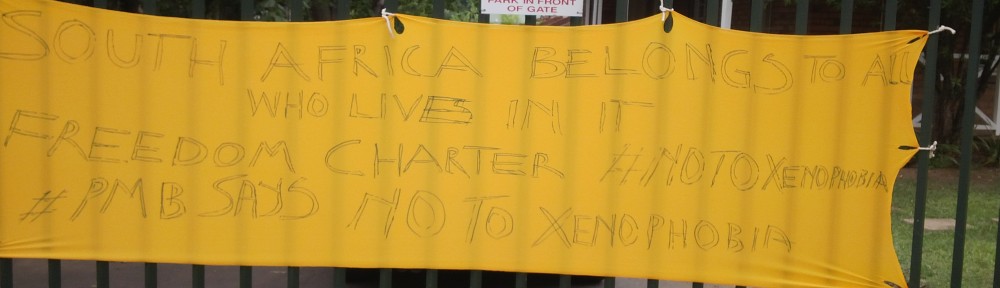 PARK IN FRONT
OF GATE
SOUTH AFRICA BELONGS TO ALL
WHO LIVES IN IT
FREEDOM CHARTER #NOTOXENOPHOBIA
#PMB SAYS NO TO XENOPHOBIA